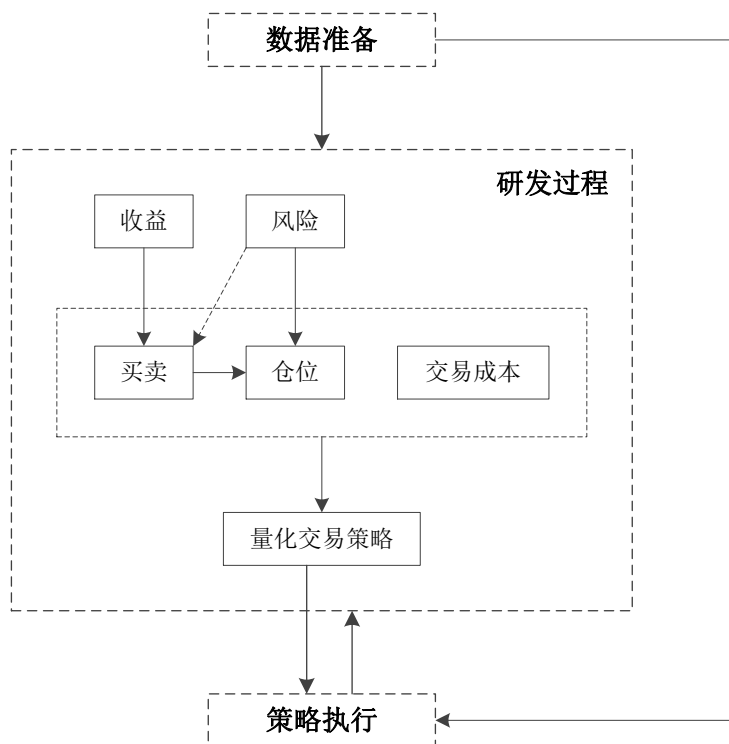 数据准备
研发过程
收益
风险
买卖
仓位
交易成本
量化交易策略
策略执行